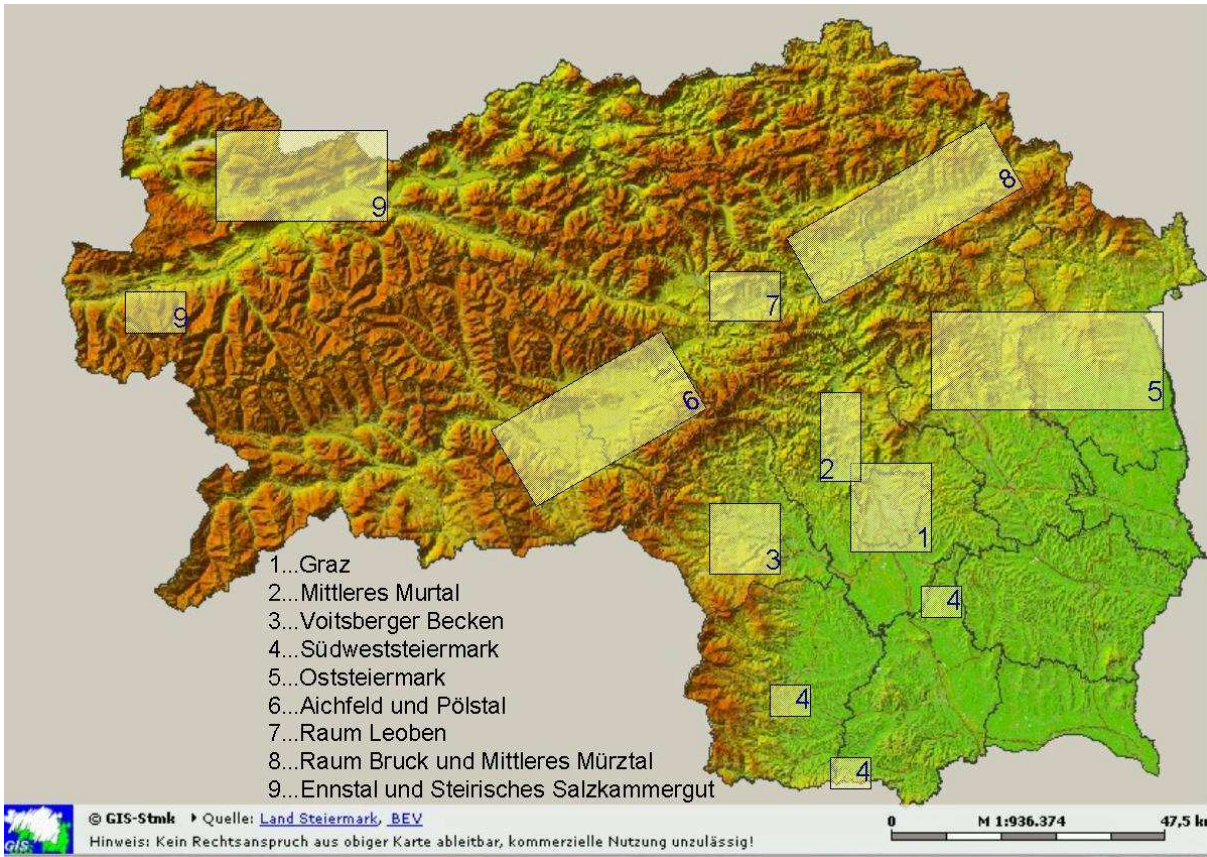 9
8
9
7
5
6
2
1
3
4
4
4
1...Graz
2...Mittleres Murtal
3...Voitsberger Becken
4...Südweststeiermark
5...Oststeiermark
6...Aichfeld und Pölstal
7...Raum Leoben
8...Raum Bruck und Mittleres Mürztal
9...Ennstal und Steirisches Salzkammergut
GIS
© GIS-Stmk Quelle: Land Steiermark, BEV
Hinweis: Kein Rechtsanspruch aus obiger Karte ableitbar, kommerzielle Nutzung unzulässig!
0 M 1:936.374 47,5 km